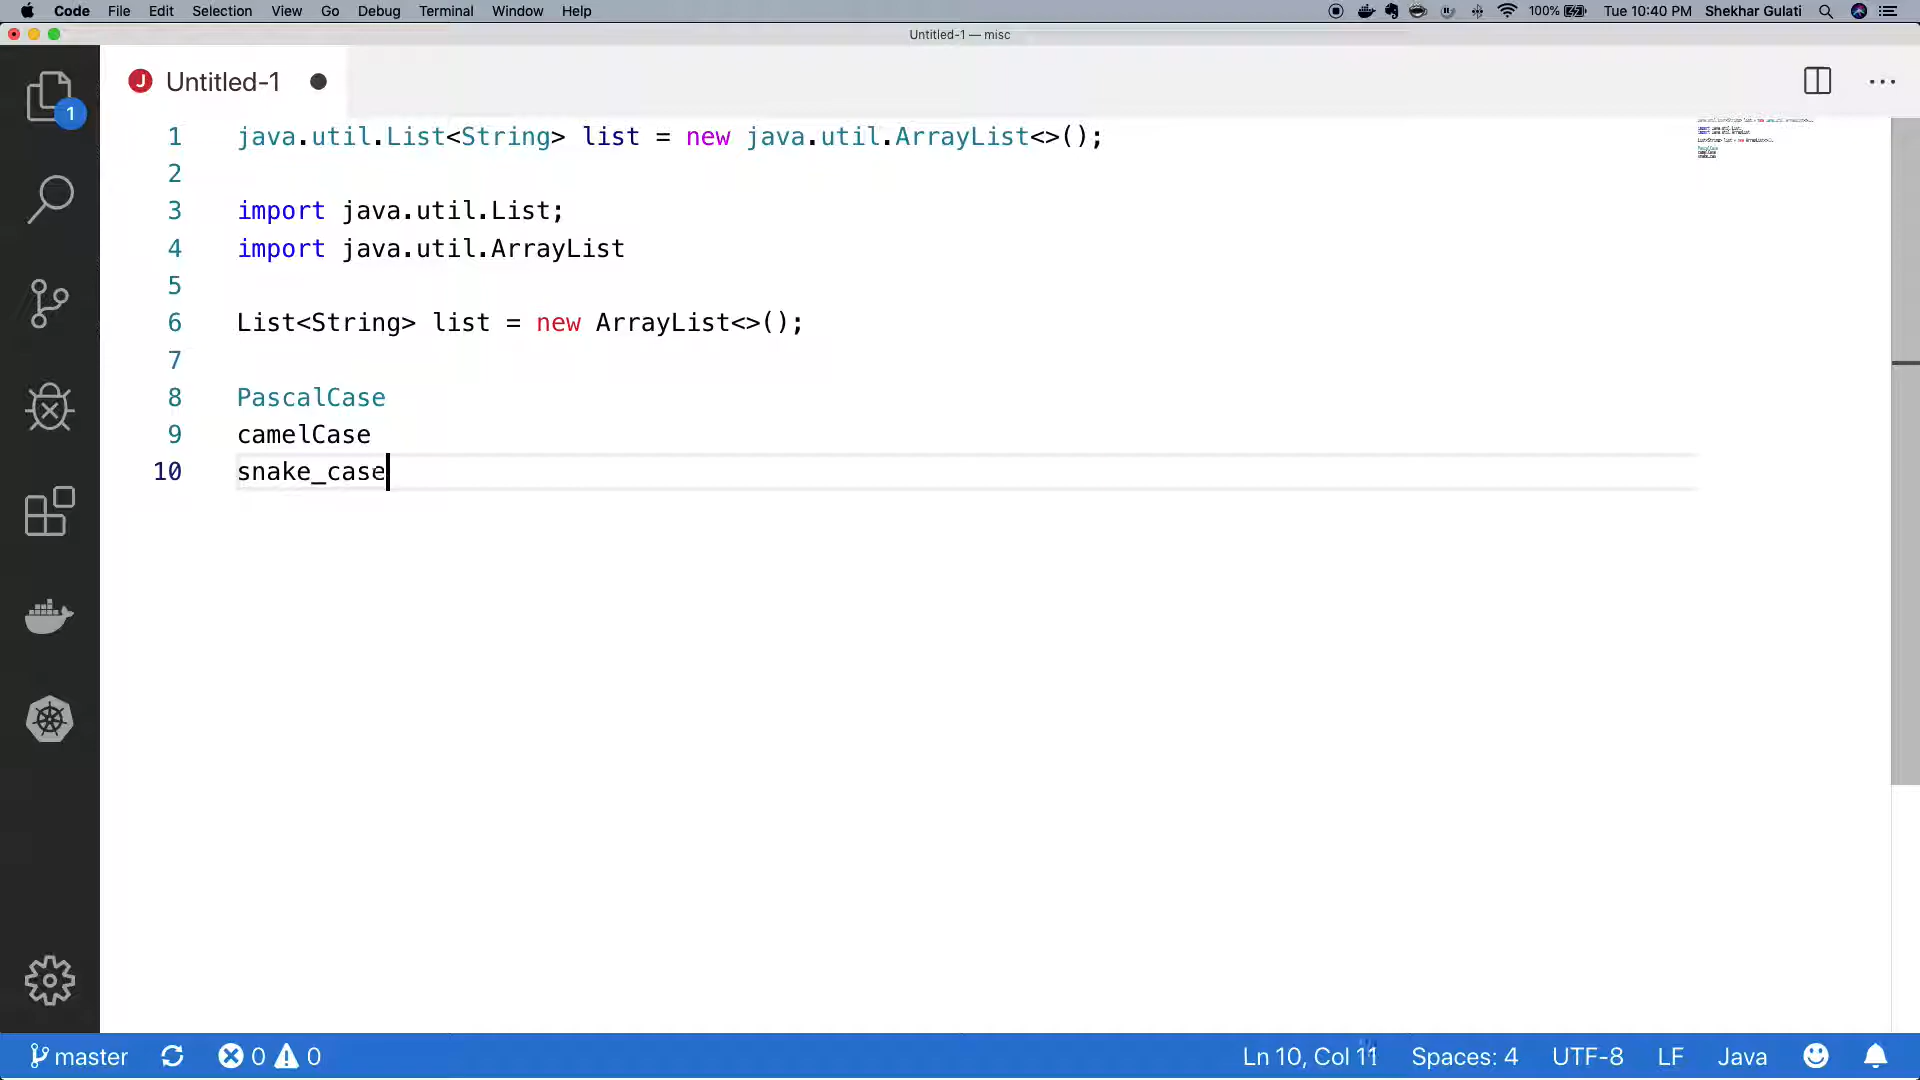 Code File Edit Selection View Go Debug Terminal Window Help 100% Tue 10:40 PM Shekhar Gulati
Untitled-1 — misc
J Untitled-1
1
1 java.util.List<String> list = new java.util.ArrayList<>();
2
3 import java.util.List;
4 import java.util.ArrayList
5
6 List<String> list = new ArrayList<>();
7
8 PascalCase
9 camelCase
10 snake_case
master 0 0 Ln 10, Col 11 Spaces: 4 UTF-8 LF Java